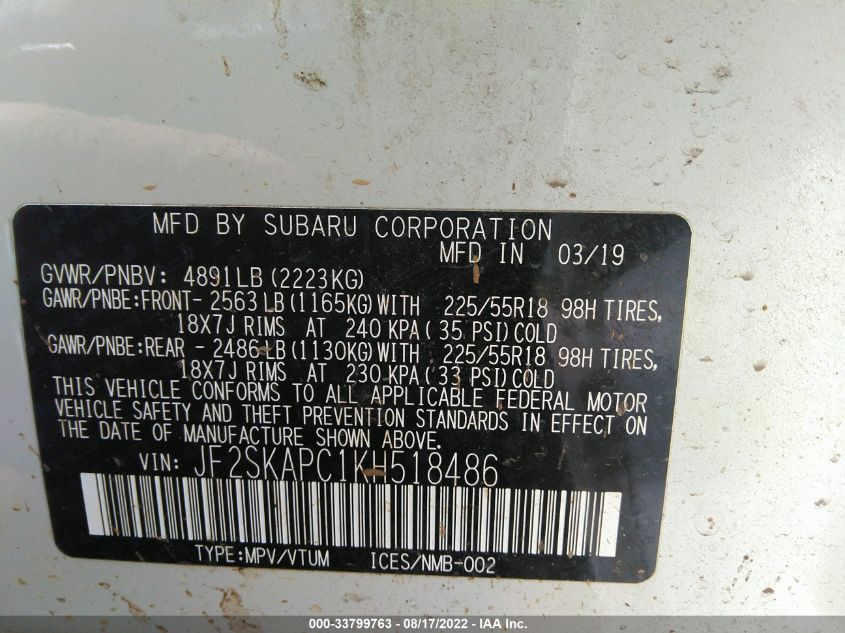 MFD BY SUBARU CORPORATION
MFD IN 03/19
GVWR/PNBV: 4891LB (2223KG)
GAWR/PNBE:FRONT- 2563 LB (1165KG) WITH 225/55R18 98H TIRES,
18X7J RIMS AT 240 KPA ( 35 PSI) COLD
GAWR/PNBE:REAR - 2486 LB (1130KG) WITH 225/55R18 98H TIRES,
18X7J RIMS AT 230 KPA ( 33 PSI) COLD
THIS VEHICLE CONFORMS TO ALL APPLICABLE FEDERAL MOTOR
VEHICLE SAFETY AND THEFT PREVENTION STANDARDS IN EFFECT ON
THE DATE OF MANUFACTURE SHOWN ABOVE.
VIN: JF2SKAPC1KH518486
TYPE:MPV/VTUM ICES/NMB-002
000-33799763 - 08/17/2022 - IAA Inc.